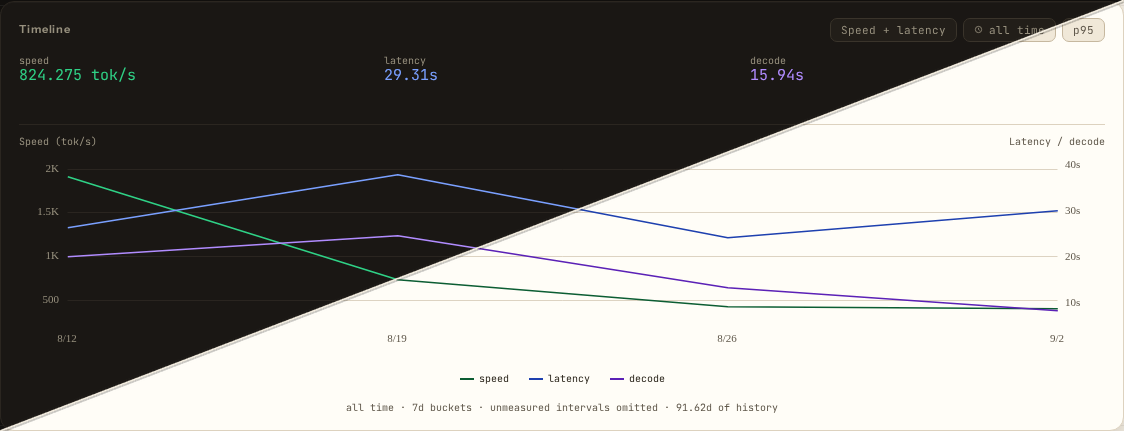 Timeline
Speed + latency
all time
p95
speed
824.275 tok/s
latency
29.31s
decode
15.94s
Speed (tok/s)
Latency / decode
2K
1.5K
1K
500
40s
30s
20s
10s
8/12
8/19
8/26
9/2
speed
latency
decode
all time · 7d buckets · unmeasured intervals omitted · 91.62d of history